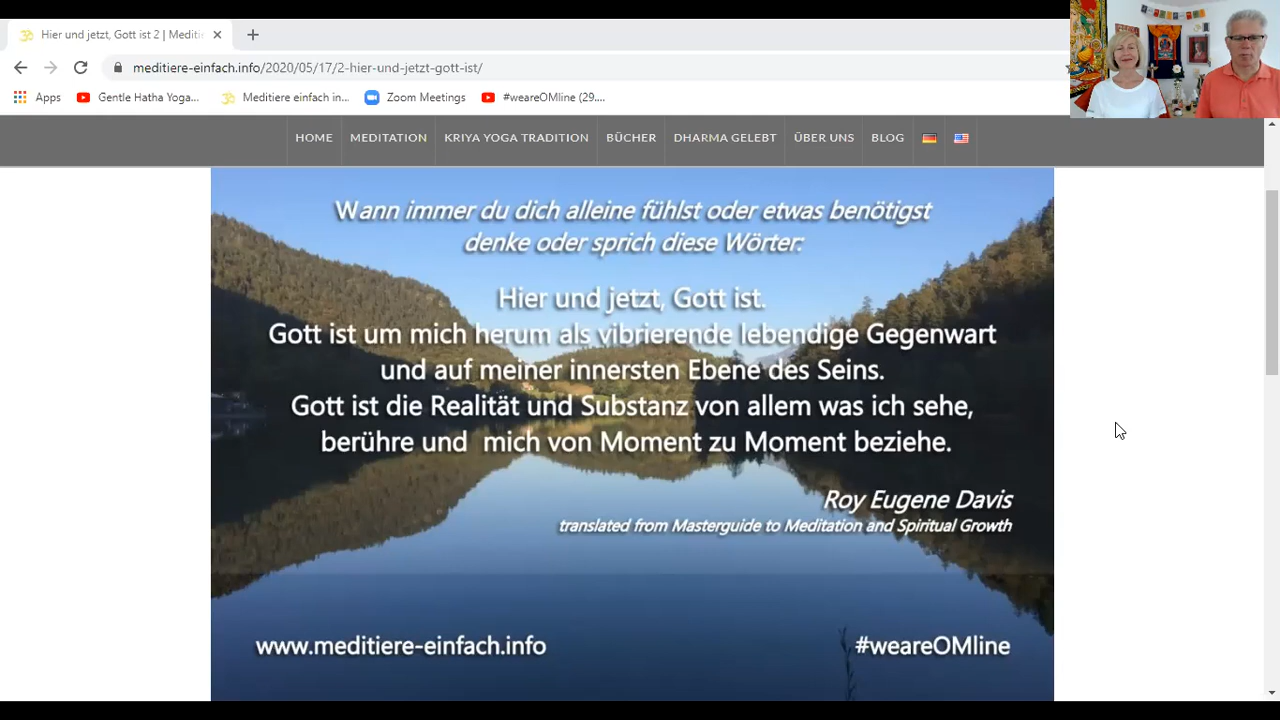 Hier und jetzt, Gott ist 2 | Mediti
meditiere-einfach.info/2020/05/17/2-hier-und-jetzt-gott-ist/
Apps Gentle Hatha Yoga... Meditiere einfach in... Zoom Meetings #weareOMline (29....
HOME MEDITATION KRIYA YOGA TRADITION BÜCHER DHARMA GELEBT ÜBER UNS BLOG
Wann immer du dich alleine fühlst oder etwas benötigst
denke oder sprich diese Wörter:
Hier und jetzt, Gott ist.
Gott ist um mich herum als vibrierende lebendige Gegenwart
und auf meiner innersten Ebene des Seins.
Gott ist die Realität und Substanz von allem was ich sehe,
berühre und mich von Moment zu Moment beziehe.
Roy Eugene Davis
translated from Masterguide to Meditation and Spiritual Growth
www.meditiere-einfach.info #weareOMline